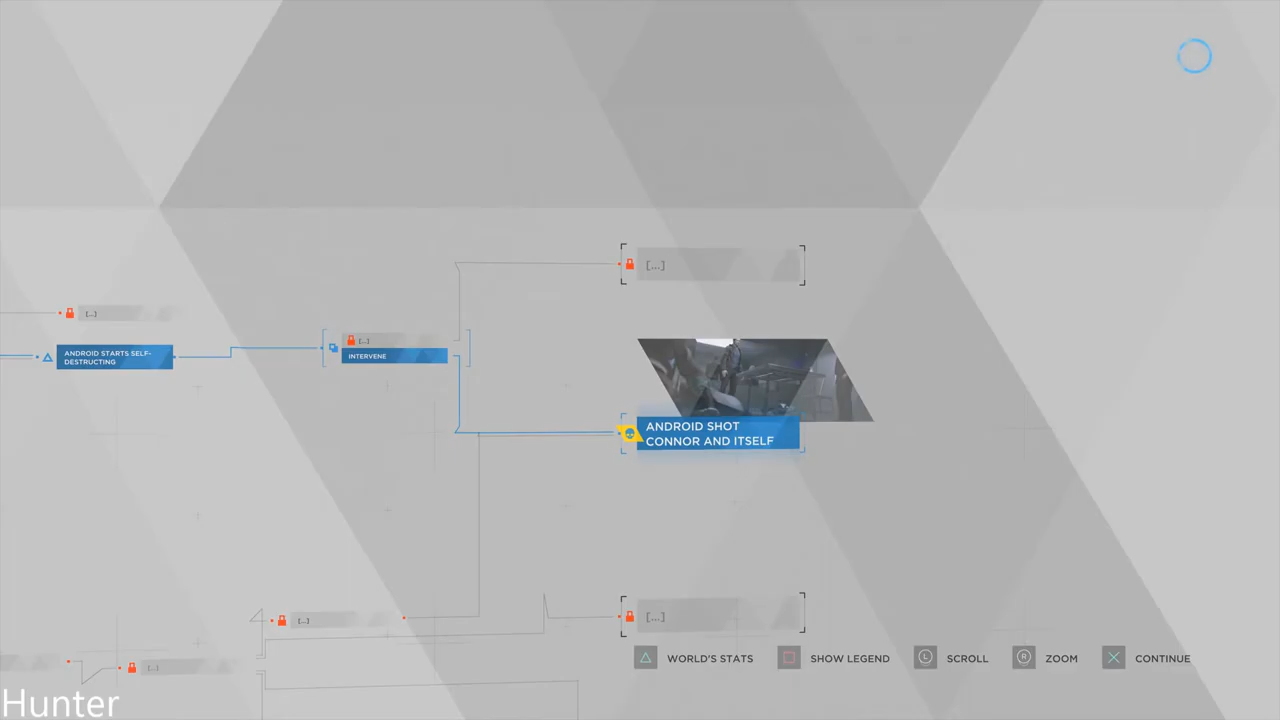 [...]
[...]
ANDROID STARTS SELF-
DESTRUCTING
[...]
INTERVENE
ANDROID SHOT
CONNOR AND ITSELF
[...]
[...]
[...]
WORLD'S STATS
SHOW LEGEND
L
SCROLL
R
ZOOM
CONTINUE
Hunter